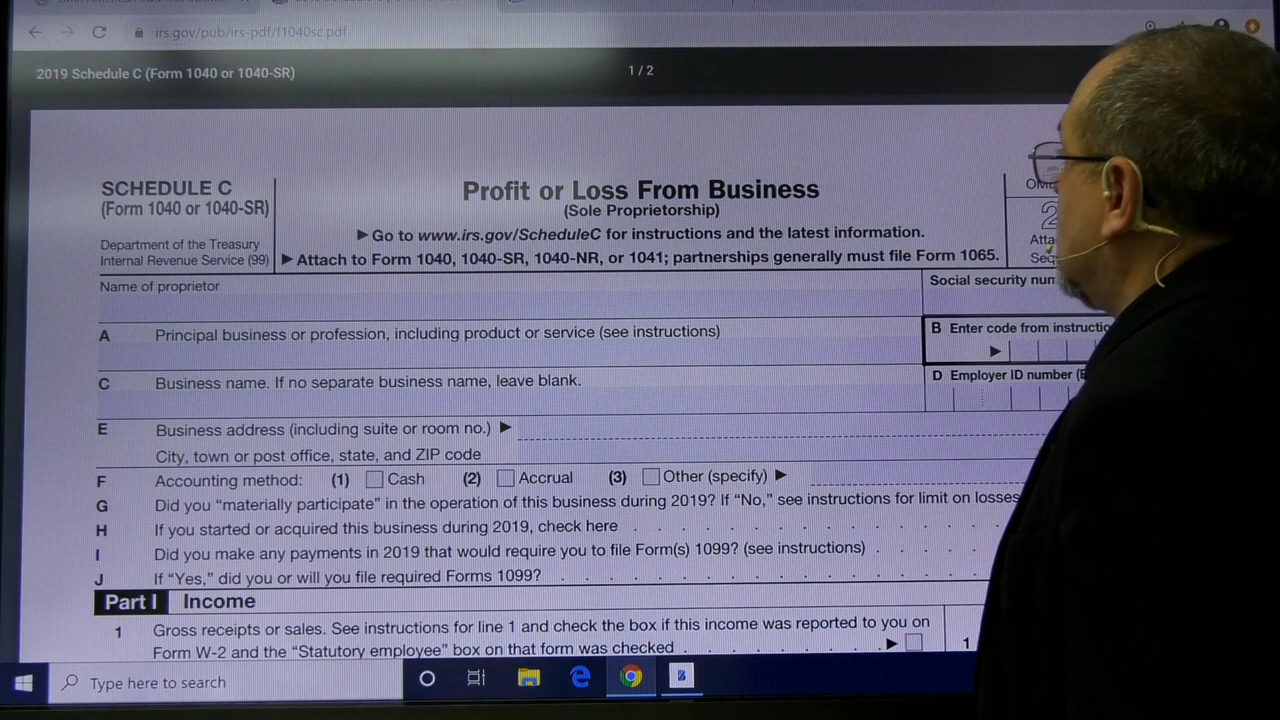 irs.gov/pub/irs-pdf/f1040sc.pdf
2019 Schedule C (Form 1040 or 1040-SR)
1 / 2
SCHEDULE C
(Form 1040 or 1040-SR)
Department of the Treasury
Internal Revenue Service (99)
Profit or Loss From Business
(Sole Proprietorship)
▶ Go to www.irs.gov/ScheduleC for instructions and the latest information.
▶ Attach to Form 1040, 1040-SR, 1040-NR, or 1041; partnerships generally must file Form 1065.
2
Atta
Seq
Name of proprietor
Social security num
A Principal business or profession, including product or service (see instructions)
B Enter code from instructio
▶
C Business name. If no separate business name, leave blank.
D Employer ID number (E
E Business address (including suite or room no.) ▶
City, town or post office, state, and ZIP code
F Accounting method: (1) Cash (2) Accrual (3) Other (specify) ▶
G Did you “materially participate” in the operation of this business during 2019? If “No,” see instructions for limit on losses
H If you started or acquired this business during 2019, check here
I Did you make any payments in 2019 that would require you to file Form(s) 1099? (see instructions)
J If “Yes,” did you or will you file required Forms 1099?
Part I Income
1 Gross receipts or sales. See instructions for line 1 and check the box if this income was reported to you on
Form W-2 and the “Statutory employee” box on that form was checked ▶ 1
Type here to search